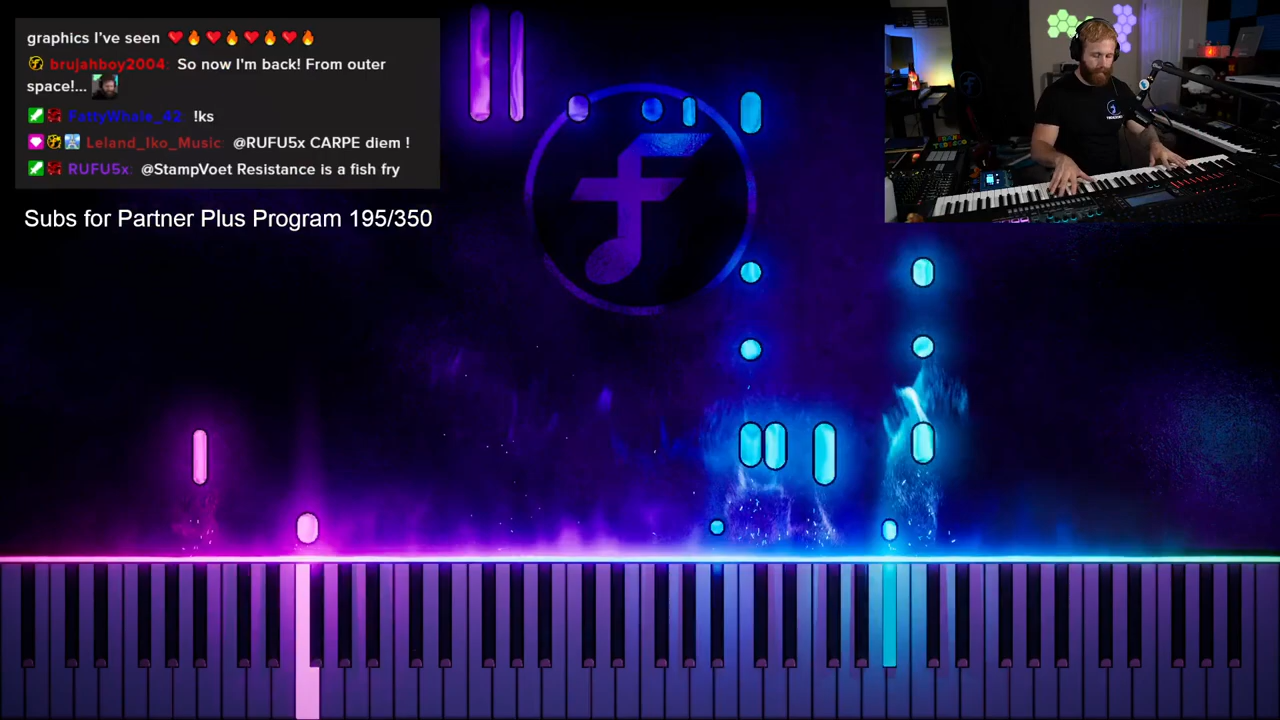 graphics I've seen ❤️🔥❤️🔥❤️🔥❤️🔥
brujahboy2004: So now I'm back! From outer
space!...
FattyWhale_42: !ks
Leland_Iko_Music: @RUFU5x CARPE diem !
RUFU5x: @StampVoet Resistance is a fish fry
Subs for Partner Plus Program 195/350